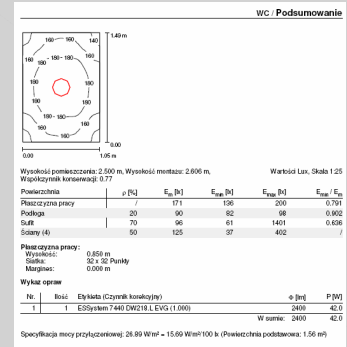 WC / Podsumowanie
1.49 m
160 160 140
160 180 180 160
180 180
160 160
180
190 180
160 180
180 180 180
160
160
0.00
0.00 1.05 m
Wysokość pomieszczenia: 2.500 m, Wysokość montażu: 2.606 m, Wartości Lux, Skala 1:25
Współczynnik konserwacji: 0.77
Powierzchnia ρ [%] Em [lx] Emin [lx] Emax [lx] Emin / Em
Płaszczyzna pracy / 171 136 200 0.791
Podłoga 20 90 82 98 0.902
Sufit 70 96 61 1401 0.636
Ściany (4) 50 125 37 402 /
Płaszczyzna pracy:
Wysokość: 0.850 m
Siatka: 32 x 32 Punkty
Margines: 0.000 m
Wykaz opraw
Nr. Ilość Etykieta (Czynnik korekcyjny) Φ [lm] P [W]
1 1 ESSystem 7440 DW218.L EVG (1.000) 2400 42.0
W sumie: 2400 42.0
Specyfikacja mocy przyłączeniowej: 26.89 W/m² = 15.69 W/m²/100 lx (Powierzchnia podstawowa: 1.56 m²)